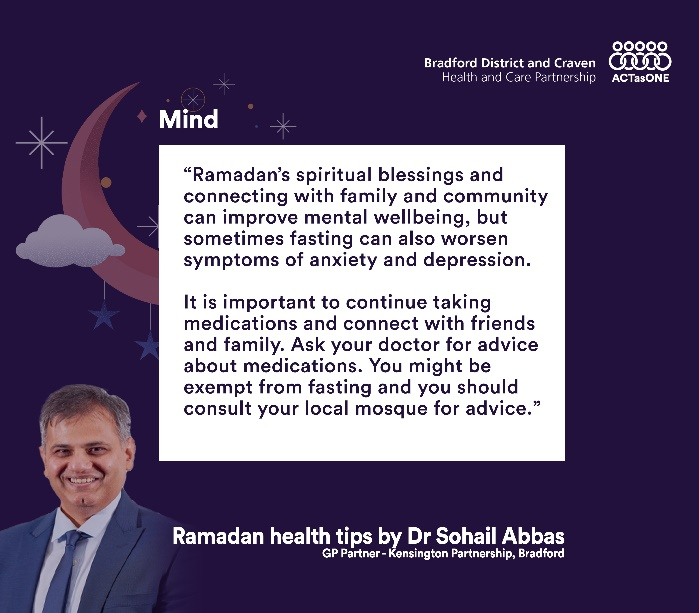 Bradford District and Craven
Health and Care Partnership
ACTasONE
Mind
“Ramadan’s spiritual blessings and
connecting with family and community
can improve mental wellbeing, but
sometimes fasting can also worsen
symptoms of anxiety and depression.
It is important to continue taking
medications and connect with friends
and family. Ask your doctor for advice
about medications. You might be
exempt from fasting and you should
consult your local mosque for advice.”
Ramadan health tips by Dr Sohail Abbas
GP Partner - Kensington Partnership, Bradford